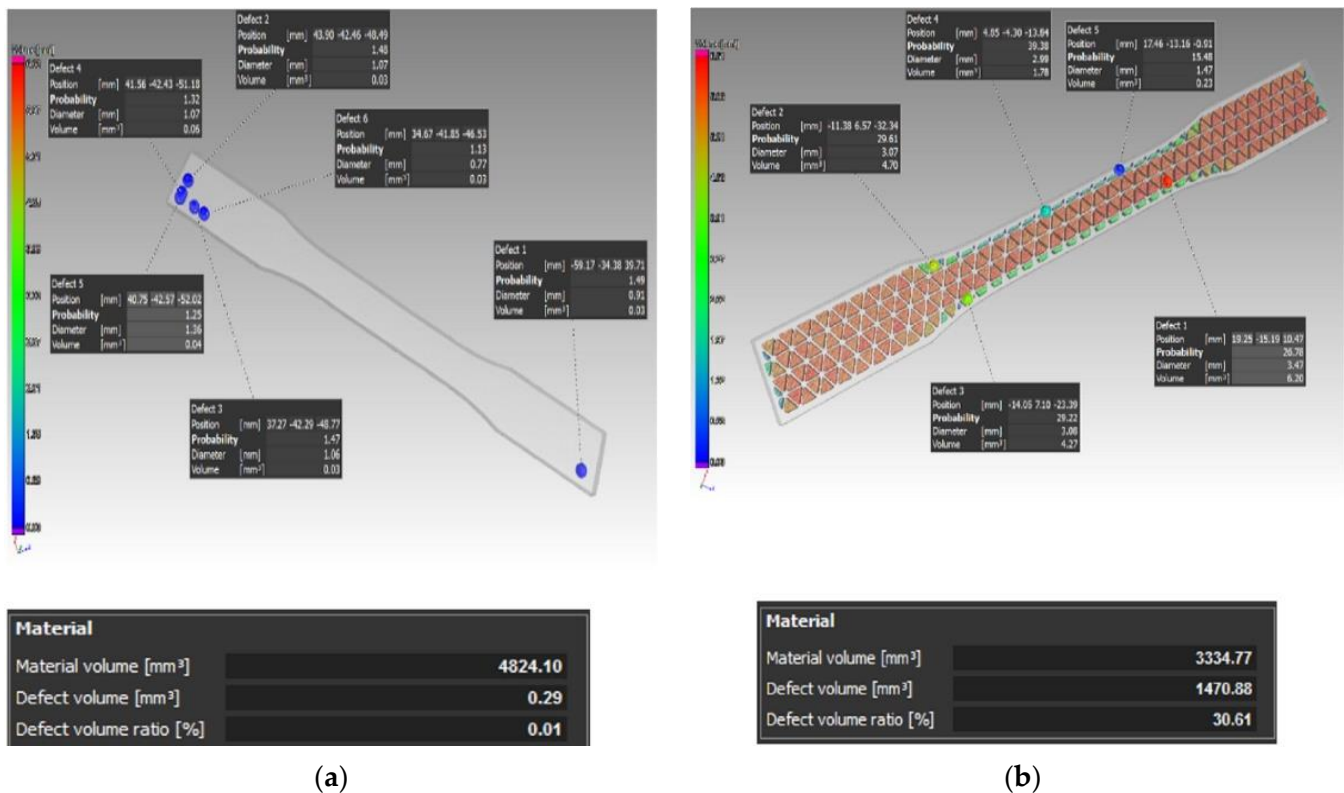 Defect 2
Position [mm] 43.90 -42.46 -48.49
Probability 1.48
Diameter [mm] 1.07
Volume [mm³] 0.03
Defect 4
Position [mm] 41.56 -42.43 -51.18
Probability 1.32
Diameter [mm] 1.07
Volume [mm³] 0.06
Defect 6
Position [mm] 34.67 -41.85 -46.53
Probability 1.13
Diameter [mm] 0.77
Volume [mm³] 0.03
Defect 1
Position [mm] -59.17 -34.38 39.71
Probability 1.49
Diameter [mm] 0.91
Volume [mm³] 0.03
Defect 5
Position [mm] 40.75 -42.57 -52.02
Probability 1.25
Diameter [mm] 1.36
Volume [mm³] 0.04
Defect 3
Position [mm] 37.27 -42.29 -48.77
Probability 1.47
Diameter [mm] 1.06
Volume [mm³] 0.03
Material
Material volume [mm³] 4824.10
Defect volume [mm³] 0.29
Defect volume ratio [%] 0.01
(a)
Defect 4
Position [mm] 4.85 -4.30 -13.84
Probability 39.38
Diameter [mm] 2.99
Volume [mm³] 1.78
Defect 5
Position [mm] 17.46 -13.16 -0.91
Probability 15.48
Diameter [mm] 1.47
Volume [mm³] 0.23
Defect 2
Position [mm] -11.38 6.57 -32.34
Probability 29.61
Diameter [mm] 3.07
Volume [mm³] 4.70
Defect 1
Position [mm] 19.25 -15.19 10.47
Probability 26.78
Diameter [mm] 3.47
Volume [mm³] 6.20
Defect 3
Position [mm] -14.05 7.10 -23.39
Probability 29.22
Diameter [mm] 3.08
Volume [mm³] 4.27
Material
Material volume [mm³] 3334.77
Defect volume [mm³] 1470.88
Defect volume ratio [%] 30.61
(b)